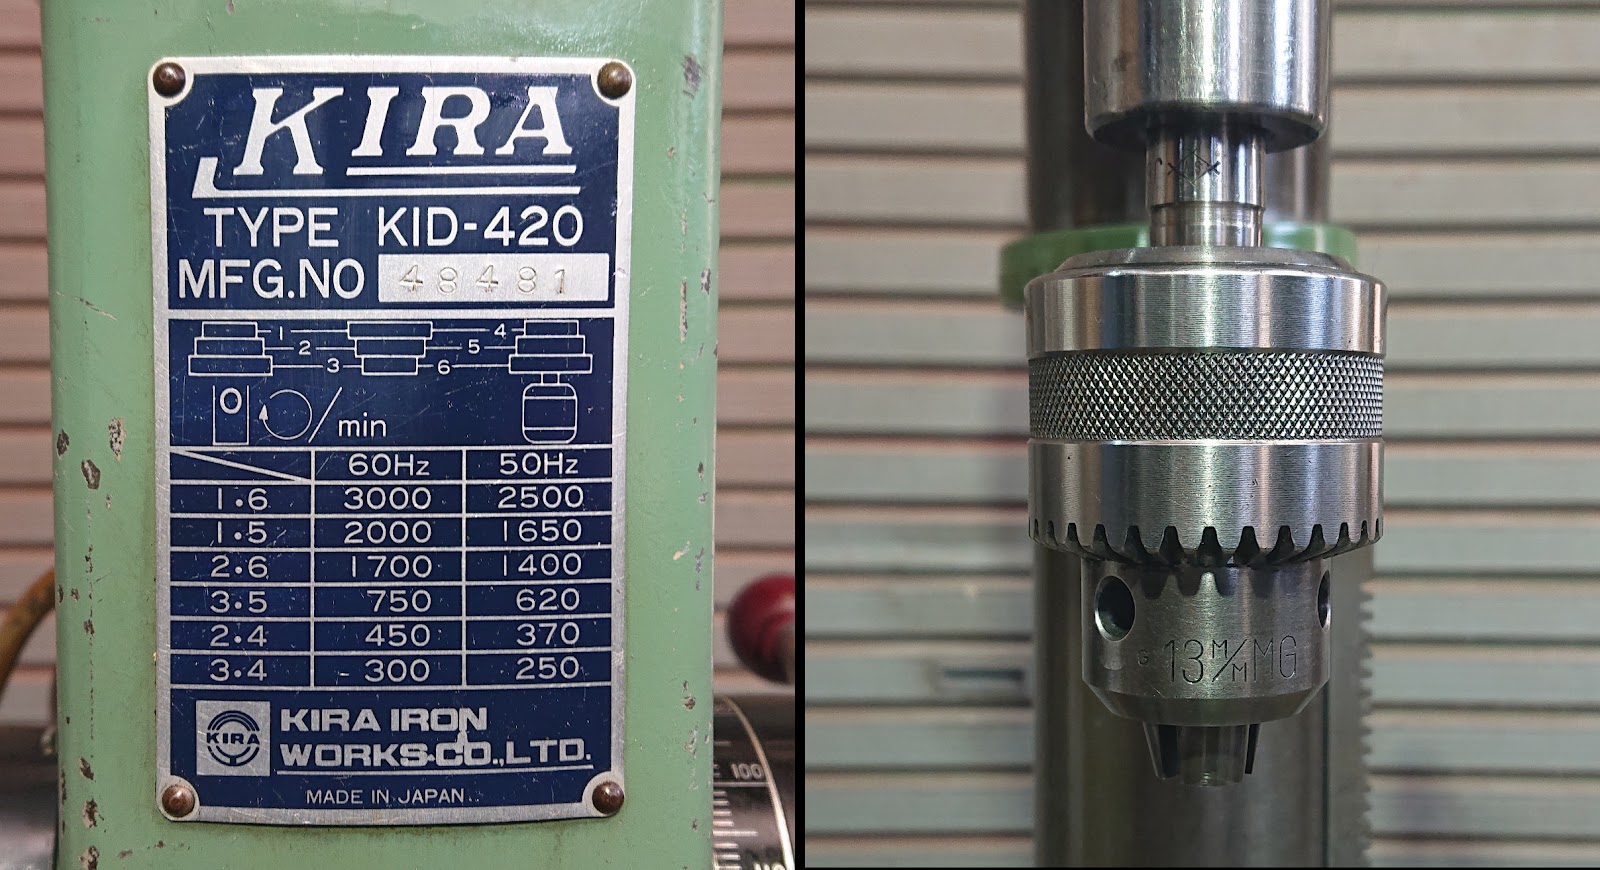 KIRA
TYPE KID-420
MFG.NO 48481
1 4
2 5
3 6
O /min
60Hz 50Hz
1•6 3000 2500
1•5 2000 1650
2•6 1700 1400
3•5 750 620
2•4 450 370
3•4 300 250
KIRA KIRA IRON
WORKS.CO.,LTD.
MADE IN JAPAN
100
G 13M/M MG